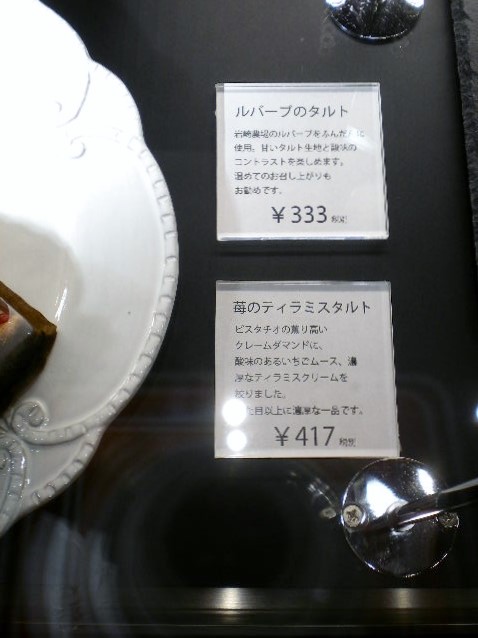 ルバーブのタルト
岩崎農場のルバーブをふんだんに
使用。甘いタルト生地と酸味の
コントラストを楽しめます。
温めてのお召し上がりも
お勧めです。
￥333 税別
苺のティラミスタルト
ピスタチオの薫り高い
クレームダマンドに、
酸味のあるいちごムース、濃
厚なティラミスクリームを
絞りました。
た目以上に濃厚な一品です。
￥417 税別